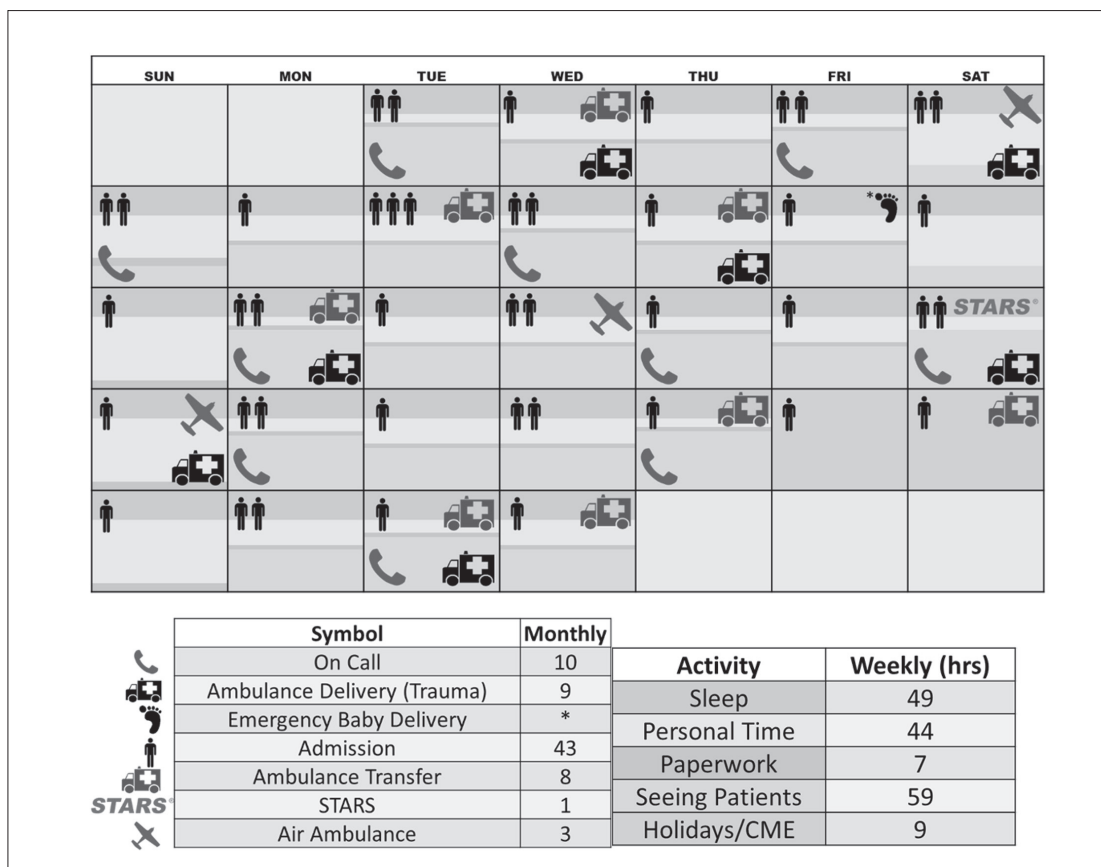 SUN MON TUE WED THU FRI SAT
*
STARS®
Symbol Monthly
On Call 10
Ambulance Delivery (Trauma) 9
Emergency Baby Delivery *
Admission 43
Ambulance Transfer 8
STARS® STARS 1
Air Ambulance 3
Activity Weekly (hrs)
Sleep 49
Personal Time 44
Paperwork 7
Seeing Patients 59
Holidays/CME 9